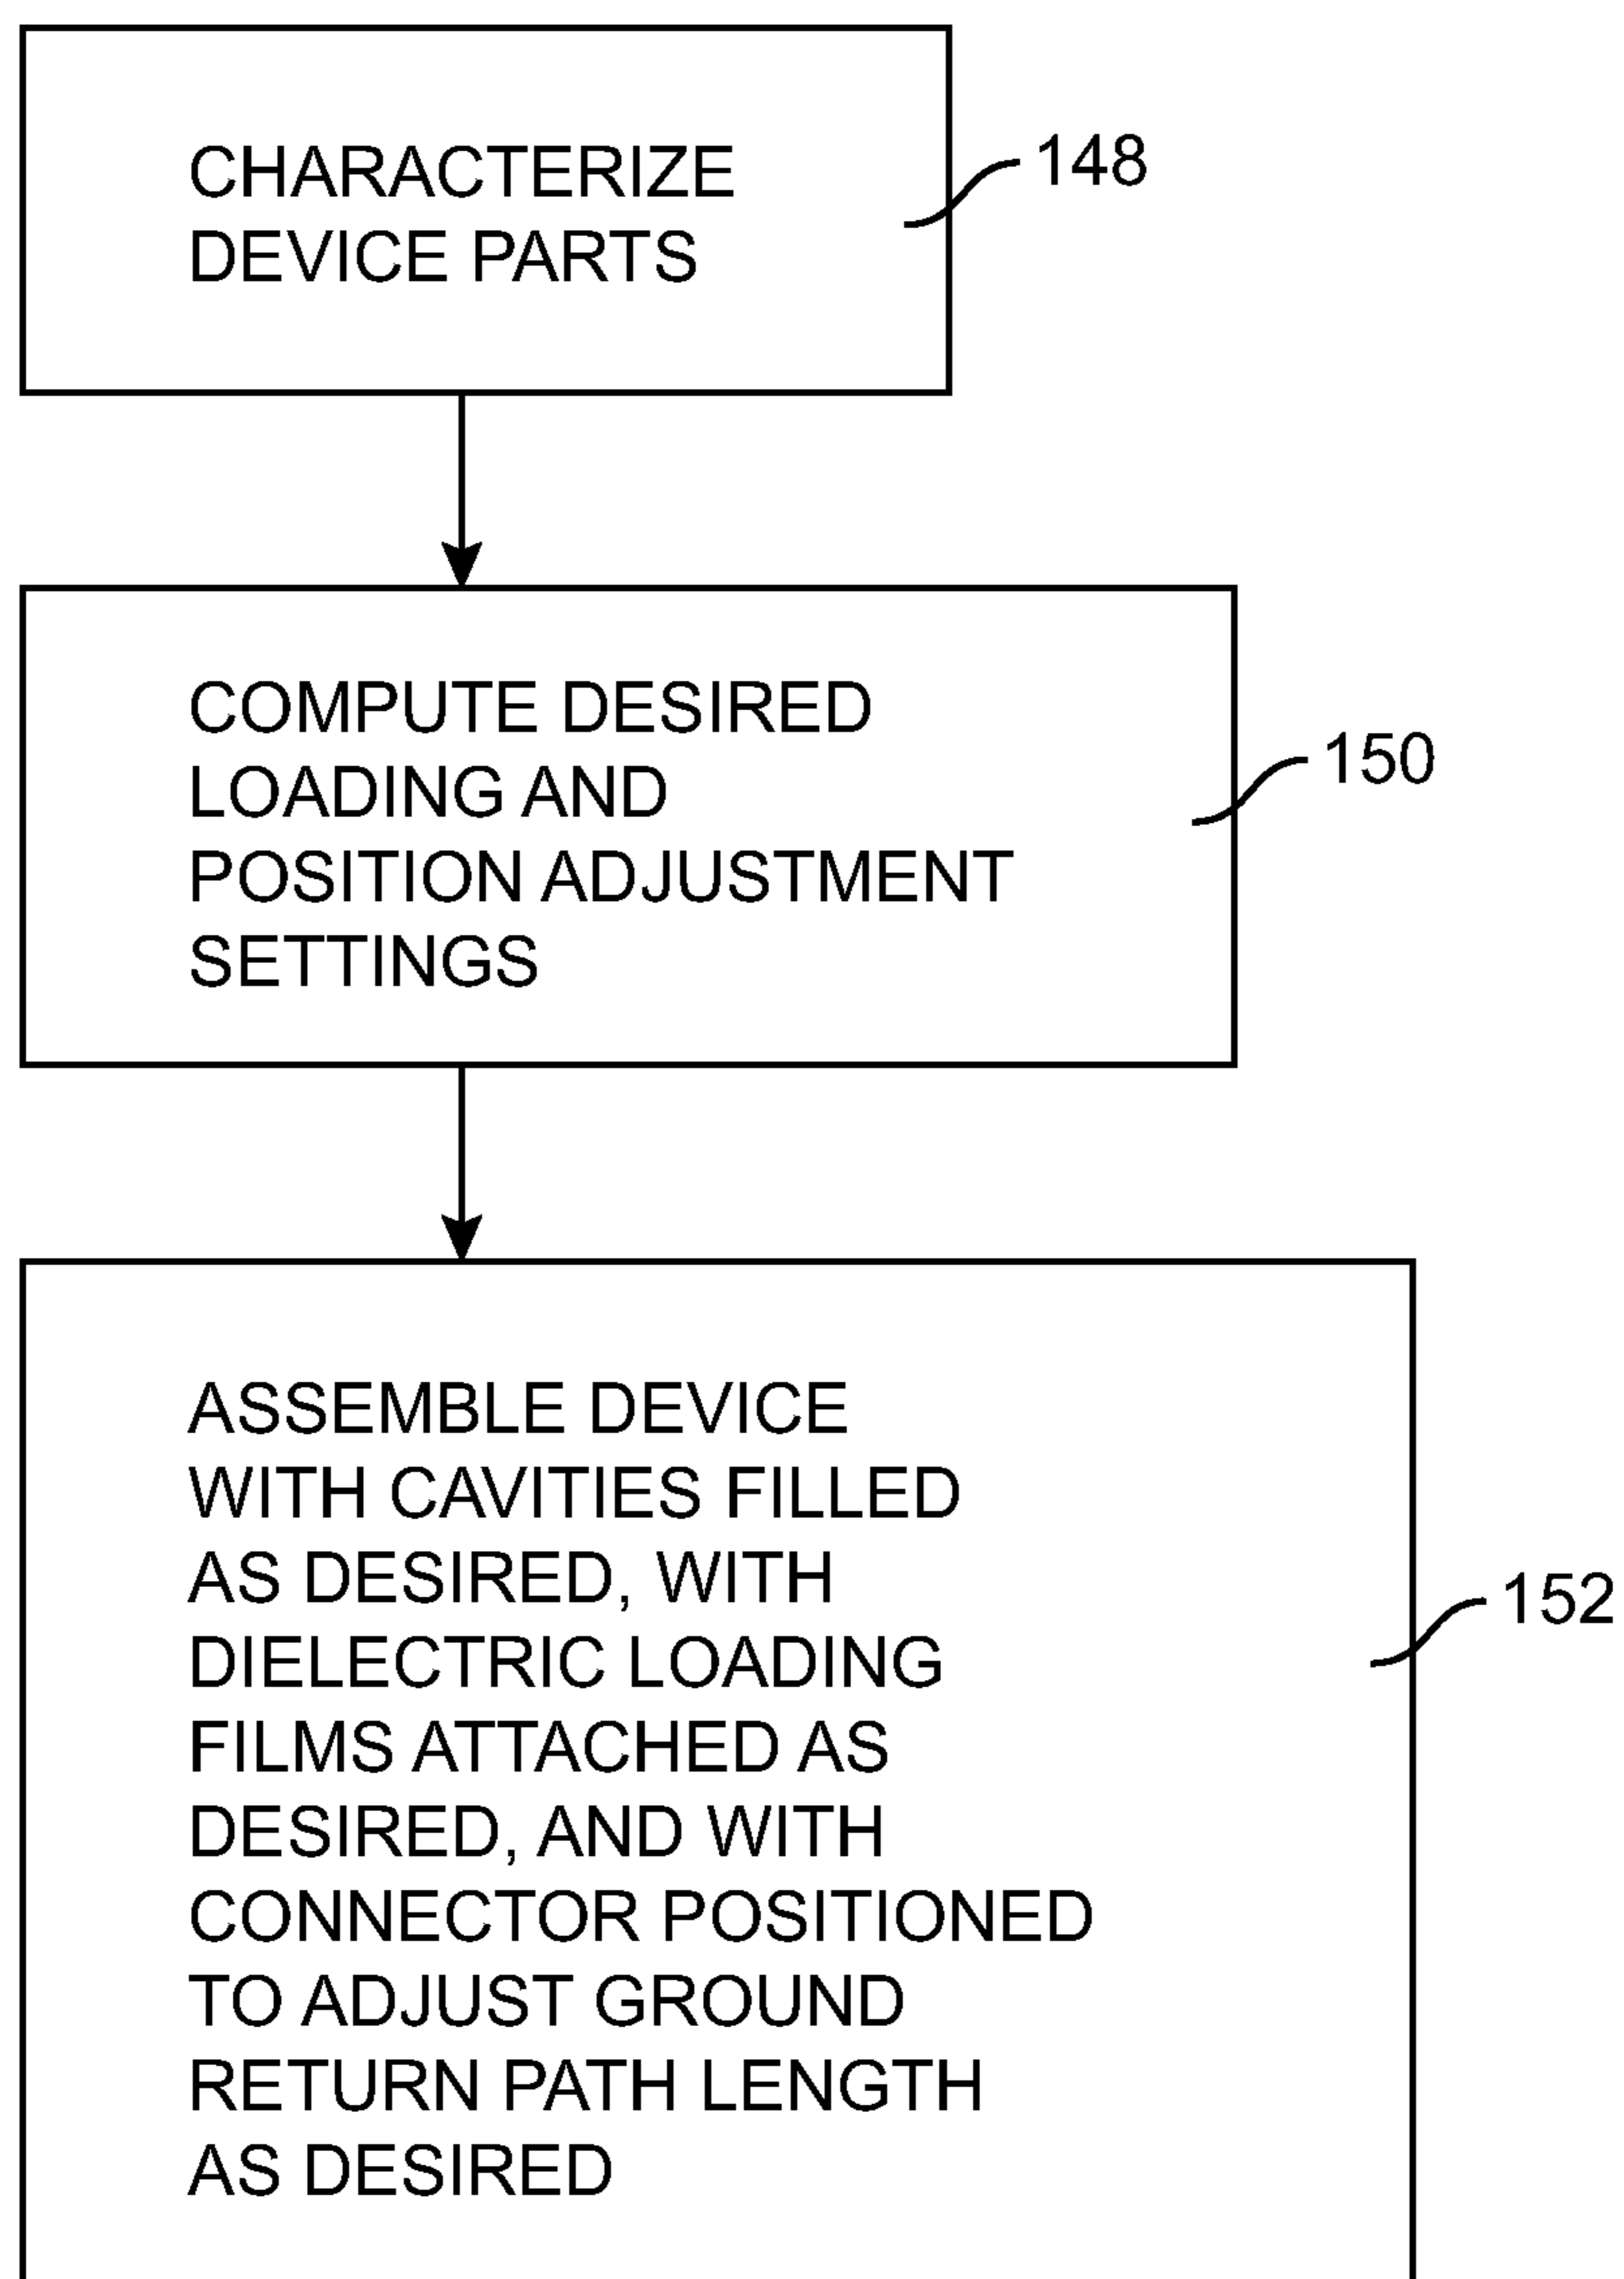 CHARACTERIZE
DEVICE PARTS
148
COMPUTE DESIRED
LOADING AND
POSITION ADJUSTMENT
SETTINGS
150
ASSEMBLE DEVICE
WITH CAVITIES FILLED
AS DESIRED, WITH
DIELECTRIC LOADING
FILMS ATTACHED AS
DESIRED, AND WITH
CONNECTOR POSITIONED
TO ADJUST GROUND
RETURN PATH LENGTH
AS DESIRED
152